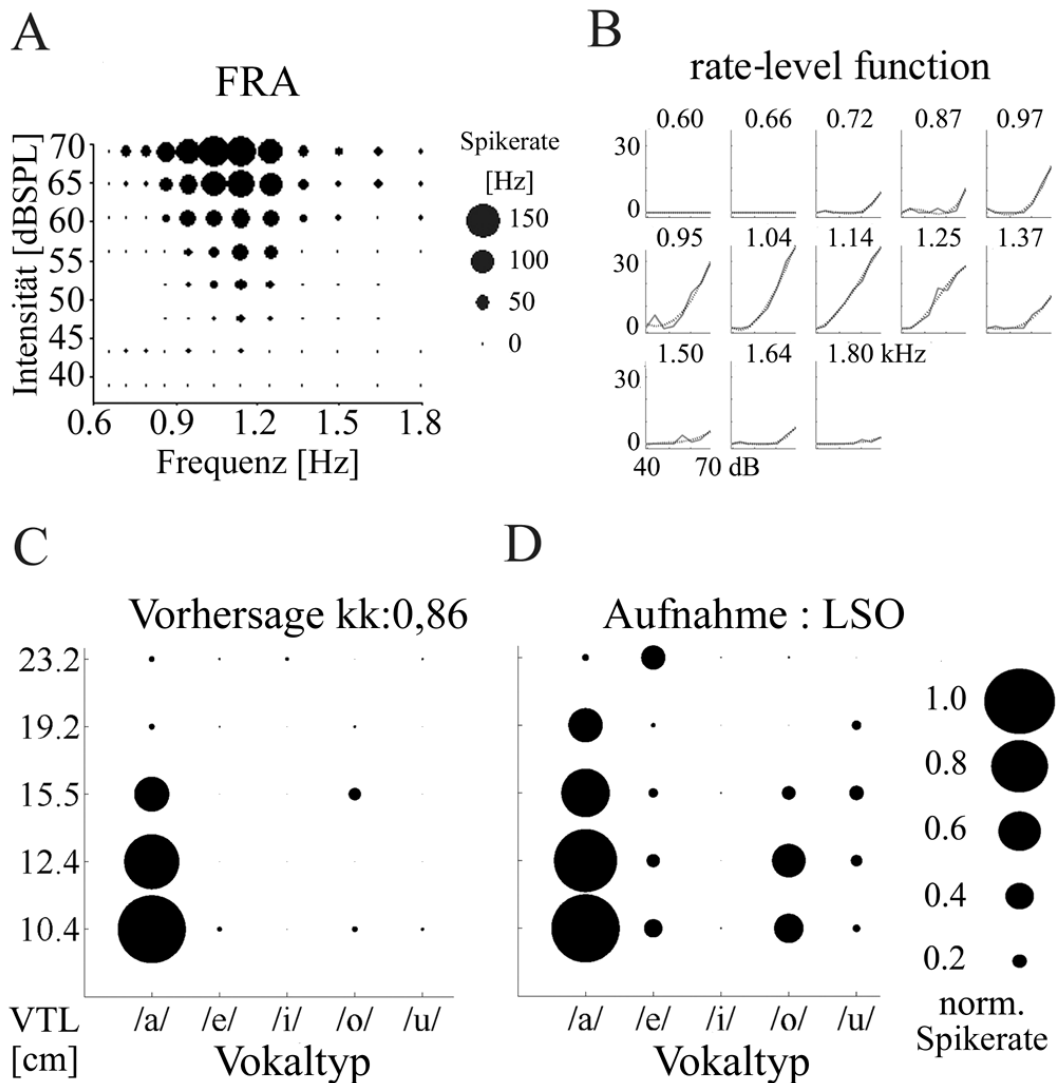 A
FRA
Intensität [dBSPL]
70
65
60
55
50
45
40
0.6 0.9 1.2 1.5 1.8
Frequenz [Hz]
Spikerate
[Hz]
150
100
50
0
B
rate-level function
0.60 0.66 0.72 0.87 0.97
30
0
0.95 1.04 1.14 1.25 1.37
30
0
1.50 1.64 1.80 kHz
30
0
40 70 dB
C
Vorhersage kk:0,86
23.2
19.2
15.5
12.4
10.4
VTL /a/ /e/ /i/ /o/ /u/
[cm] Vokaltyp
D
Aufnahme : LSO
/a/ /e/ /i/ /o/ /u/
Vokaltyp
1.0
0.8
0.6
0.4
0.2
norm.
Spikerate